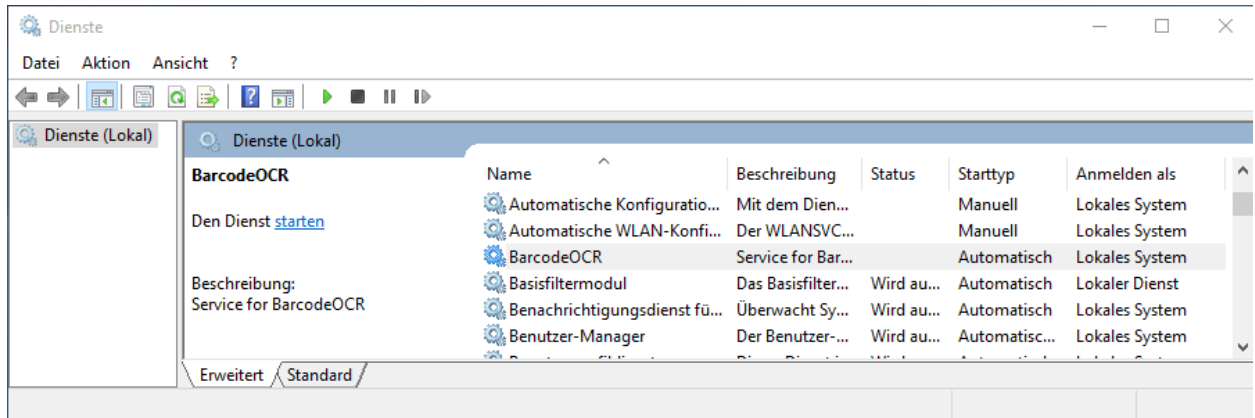 Dienste
Datei Aktion Ansicht ?
Dienste (Lokal)
Dienste (Lokal)
BarcodeOCR
Den Dienst starten
Beschreibung:
Service for BarcodeOCR
Name Beschreibung Status Starttyp Anmelden als
Automatische Konfiguratio... Mit dem Dien... Manuell Lokales System
Automatische WLAN-Konfi... Der WLANSVC... Manuell Lokales System
BarcodeOCR Service for Bar... Automatisch Lokales System
Basisfiltermodul Das Basisfilter... Wird au... Automatisch Lokaler Dienst
Benachrichtigungsdienst fü... Überwacht Sy... Wird au... Automatisch Lokales System
Benutzer-Manager Der Benutzer-... Wird au... Automatisc... Lokales System
Erweitert Standard